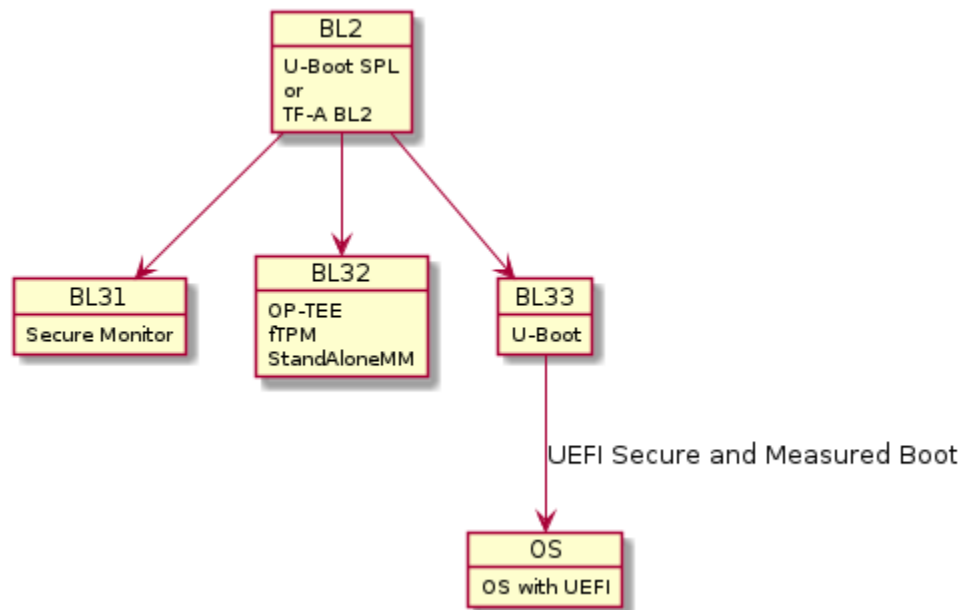 BL2
U-Boot SPL
or
TF-A BL2
BL31
Secure Monitor
BL32
OP-TEE
fTPM
StandAloneMM
BL33
U-Boot
UEFI Secure and Measured Boot
OS
OS with UEFI